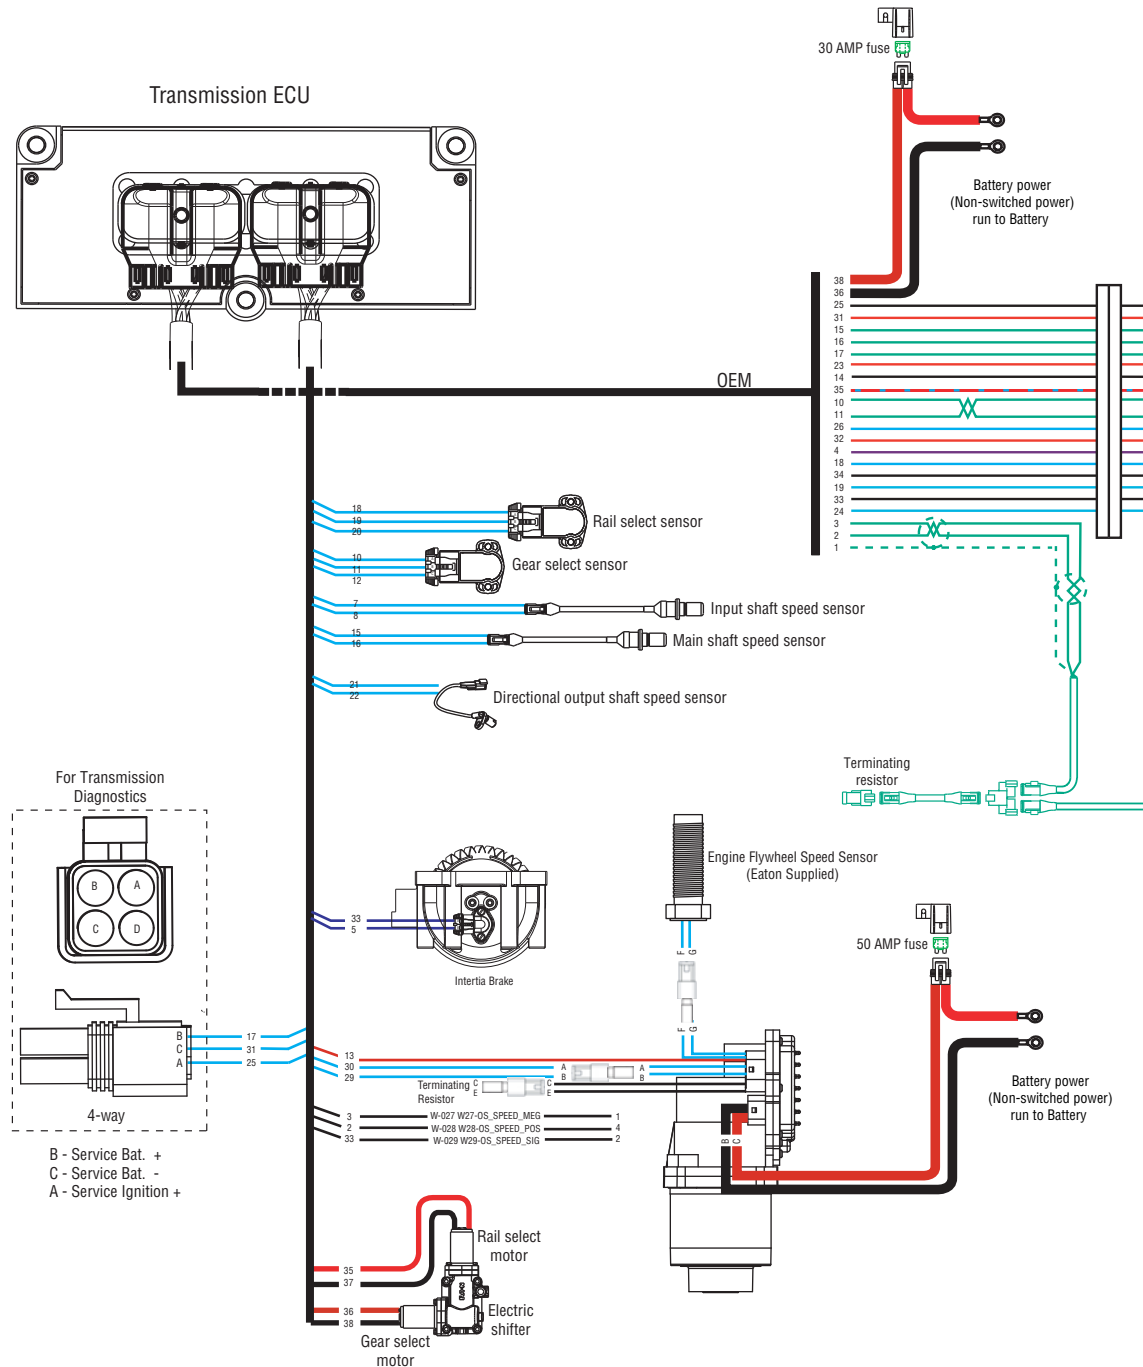 30 AMP fuse
Transmission ECU
Battery power
(Non-switched power)
run to Battery
38
36
25
31
15
16
17
23
14
35
10
11
26
32
4
18
34
19
33
24
3
2
1
OEM
18
19
20
Rail select sensor
10
11
12
Gear select sensor
7
8
Input shaft speed sensor
15
16
Main shaft speed sensor
21
22
Directional output shaft speed sensor
Terminating
resistor
For Transmission
Diagnostics
B A
C D
33
5
Intertia Brake
Engine Flywheel Speed Sensor
(Eaton Supplied)
F G
F G
50 AMP fuse
B 17
C 31
A 25
4-way
B - Service Bat. +
C - Service Bat. -
A - Service Ignition +
13
30 A A
29 B B
Terminating
Resistor
C C
E E
3 W-027 W27-OS_SPEED_MEG 1
2 W-028 W28-OS_SPEED_POS 4
33 W-029 W29-OS_SPEED_SIG 2
B C
Battery power
(Non-switched power)
run to Battery
Rail select
motor
35
37
36
38
Electric
shifter
Gear select
motor